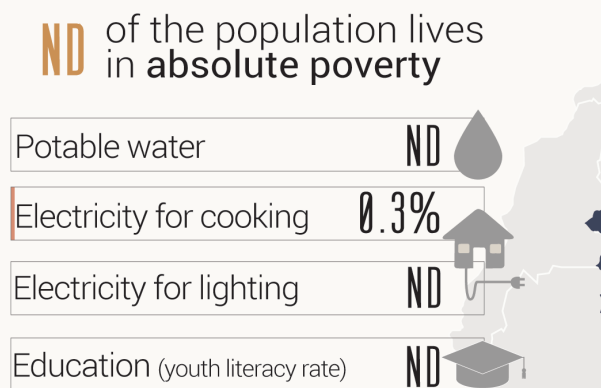 ND of the population lives
in absolute poverty
Potable water ND
Electricity for cooking 0.3%
Electricity for lighting ND
Education (youth literacy rate) ND